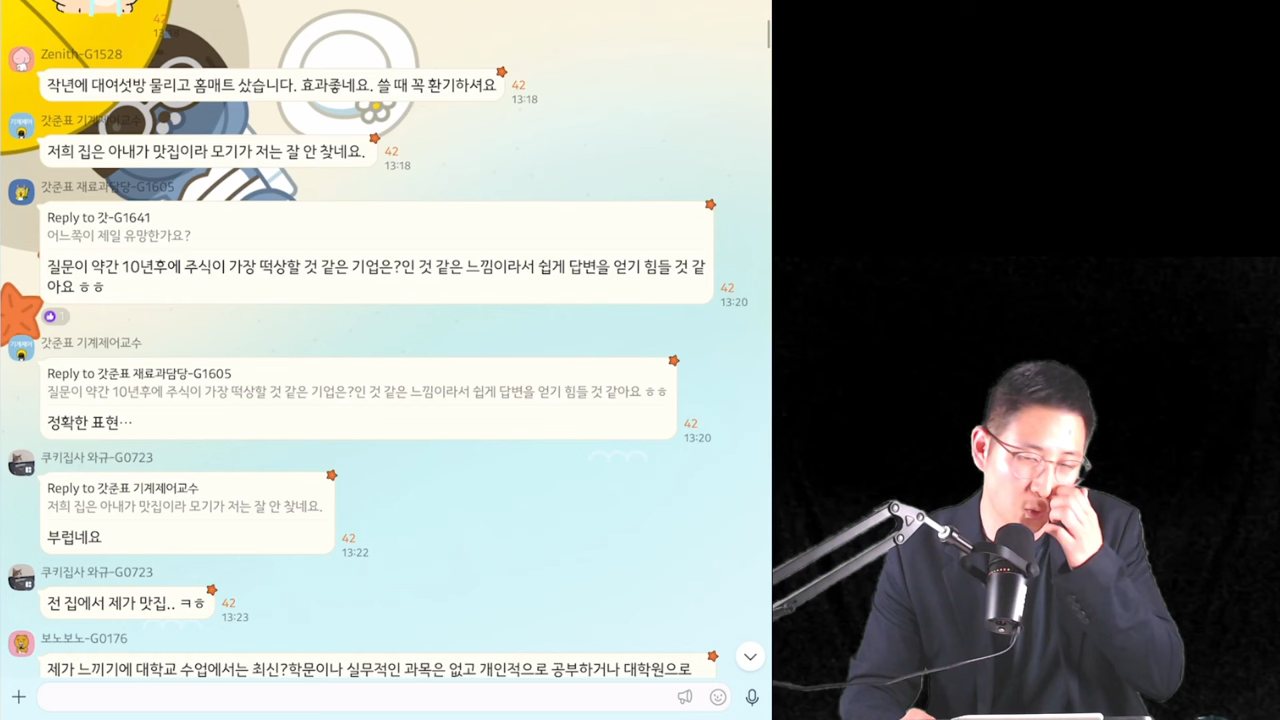 42
Zenith-G1528
작년에 대여섯방 물리고 홈매트 샀습니다. 효과좋네요. 쓸 때 꼭 환기하셔요
42
13:18
갓준표 기계제어교수
저희 집은 아내가 맛집이라 모기가 저는 잘 안 찾네요.
42
13:18
갓준표 재료과담당-G1605
Reply to 갓-G1641
어느쪽이 제일 유망한가요?
질문이 약간 10년후에 주식이 가장 떡상할 것 같은 기업은?인 것 같은 느낌이라서 쉽게 답변을 얻기 힘들 것 같
아요 ㅎㅎ
42
13:20
1
갓준표 기계제어교수
Reply to 갓준표 재료과담당-G1605
질문이 약간 10년후에 주식이 가장 떡상할 것 같은 기업은?인 것 같은 느낌이라서 쉽게 답변을 얻기 힘들 것 같아요 ㅎㅎ
정확한 표현…
42
13:20
쿠키집사 와규-G0723
Reply to 갓준표 기계제어교수
저희 집은 아내가 맛집이라 모기가 저는 잘 안 찾네요.
부럽네요
42
13:22
쿠키집사 와규-G0723
전 집에서 제가 맛집.. ㅋㅎ
42
13:23
보노보노-G0176
제가 느끼기에 대학교 수업에서는 최신?학문이나 실무적인 과목은 없고 개인적으로 공부하거나 대학원으로